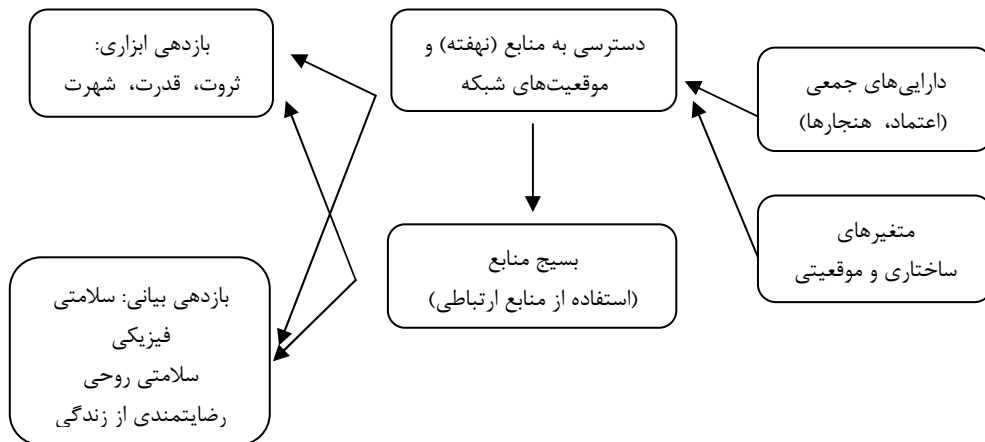 دارایی‌های جمعی
(اعتماد، هنجارها)
متغیرهای
ساختاری و موقعیتی
دسترسی به منابع (نهفته) و
موقعیت‌های شبکه
بسیج منابع
(استفاده از منابع ارتباطی)
بازدهی ابزاری:
ثروت، قدرت، شهرت
بازدهی بیانی: سلامتی
فیزیکی
سلامتی روحی
رضایتمندی از زندگی